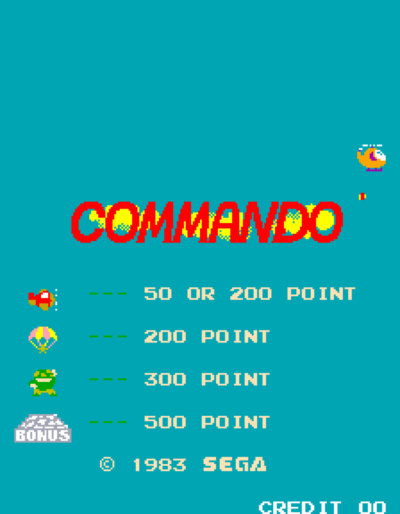 COMMANDO
--- 50 OR 200 POINT
--- 200 POINT
--- 300 POINT
--- 500 POINT
BONUS
© 1983 SEGA
CREDIT 00